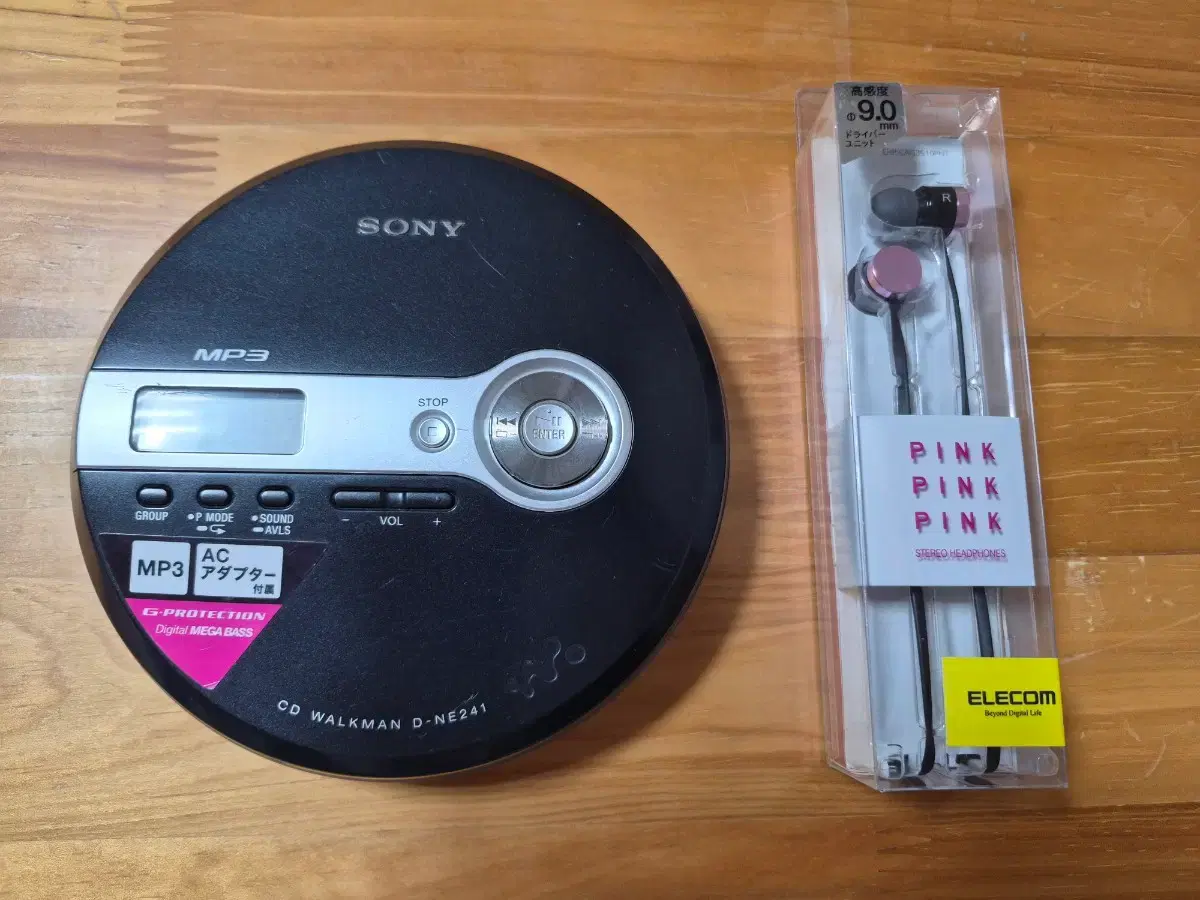 SONY
MP3
STOP
ENTER
GROUP
P MODE
SOUND
AVLS
− VOL +
MP3
AC
アダプター
付属
G-PROTECTION
Digital MEGA BASS
CD WALKMAN D-NE241
高感度
Φ9.0
mm
ドライバー
ユニット
R
PINK
PINK
PINK
STEREO HEADPHONES
ELECOM
Beyond Digital Life